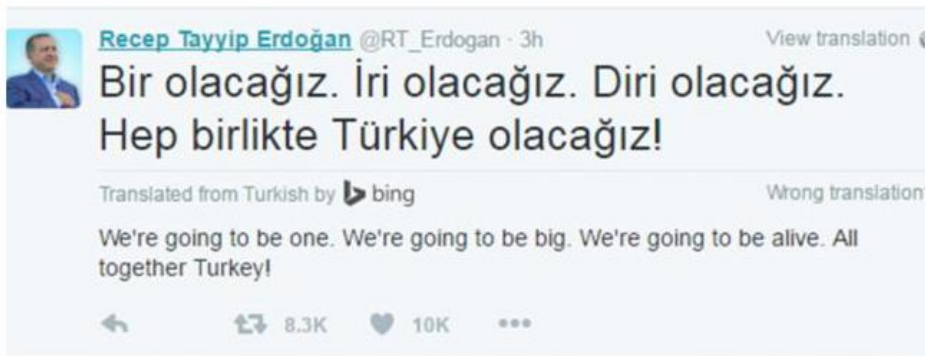 Recep Tayyip Erdoğan @RT_Erdogan · 3h View translation
Bir olacağız. İri olacağız. Diri olacağız.
Hep birlikte Türkiye olacağız!
Translated from Turkish by bing Wrong translation
We're going to be one. We're going to be big. We're going to be alive. All
together Turkey!
8.3K 10K